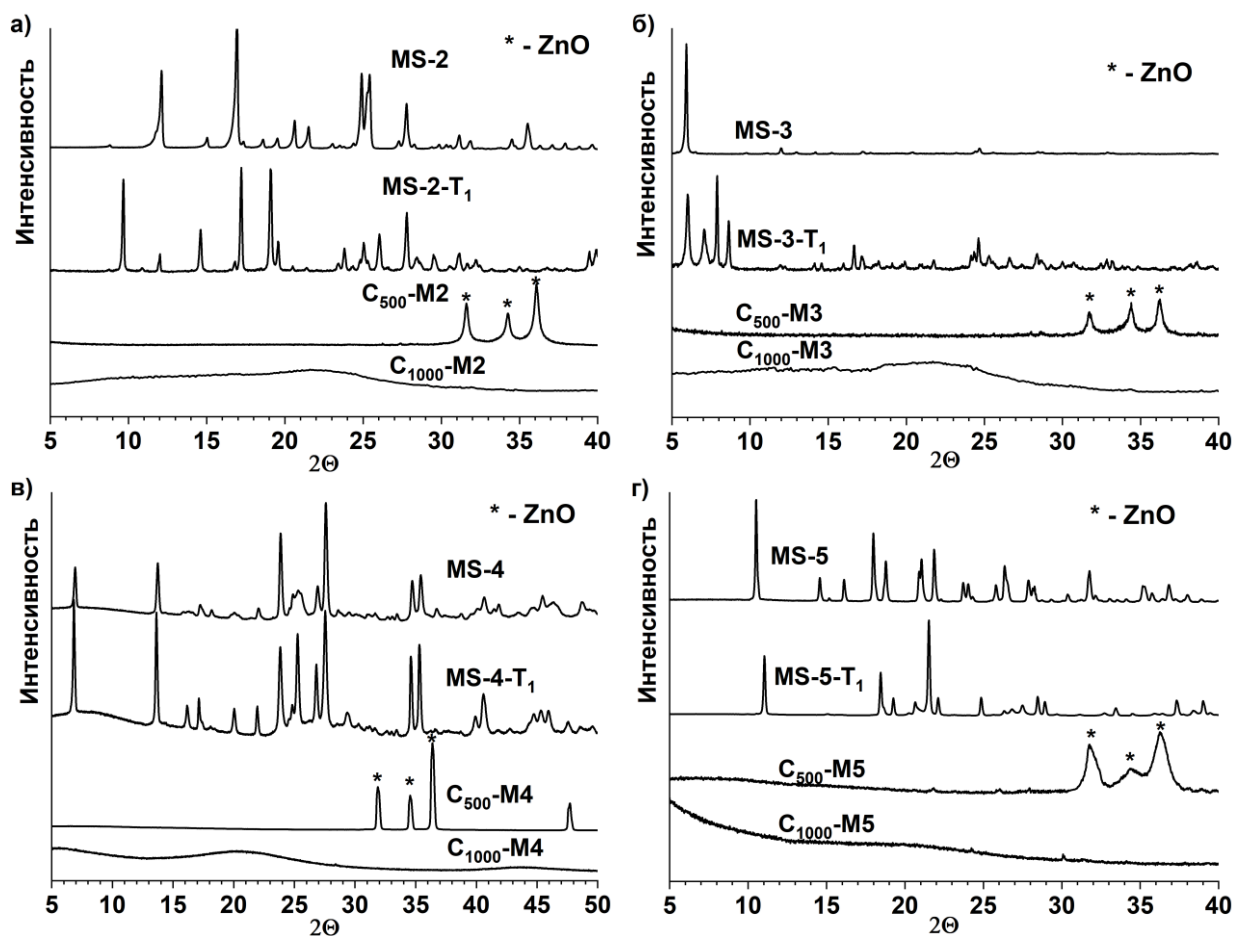 а)
* - ZnO
MS-2
MS-2-T₁
C₅₀₀-M2
* * *
C₁₀₀₀-M2
Интенсивность
5 10 15 20 25 30 35 40
2Θ
б)
* - ZnO
MS-3
MS-3-T₁
C₅₀₀-M3
* * *
C₁₀₀₀-M3
Интенсивность
5 10 15 20 25 30 35 40
2Θ
в)
* - ZnO
MS-4
MS-4-T₁
* * *
C₅₀₀-M4
C₁₀₀₀-M4
Интенсивность
5 10 15 20 25 30 35 40 45 50
2Θ
г)
* - ZnO
MS-5
MS-5-T₁
* * *
C₅₀₀-M5
C₁₀₀₀-M5
Интенсивность
5 10 15 20 25 30 35 40
2Θ